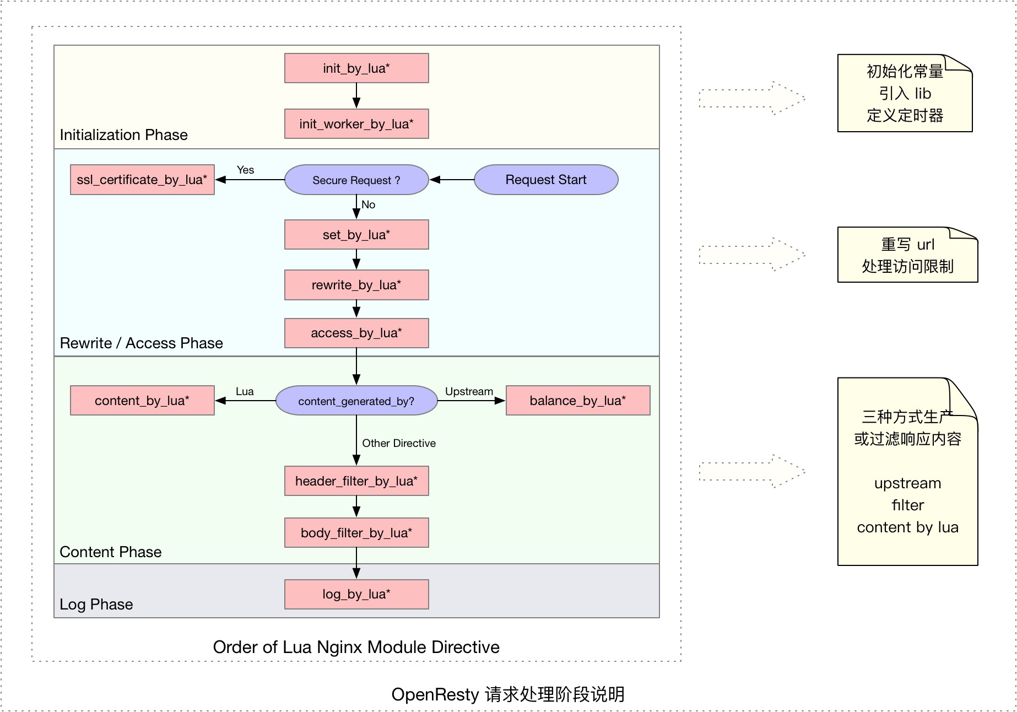 init_by_lua*
init_worker_by_lua*
Initialization Phase
初始化常量
引入 lib
定义定时器
ssl_certificate_by_lua*
Yes
Secure Request ?
Request Start
No
set_by_lua*
rewrite_by_lua*
access_by_lua*
Rewrite / Access Phase
重写 url
处理访问限制
content_by_lua*
Lua
content_generated_by?
Upstream
balance_by_lua*
Other Directive
header_filter_by_lua*
body_filter_by_lua*
Content Phase
三种方式生产
或过滤响应内容
upstream
filter
content by lua
log_by_lua*
Log Phase
Order of Lua Nginx Module Directive
OpenResty 请求处理阶段说明